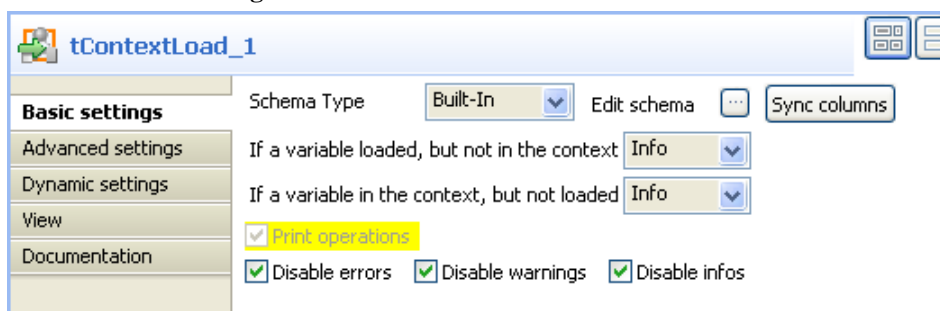 tContextLoad_1
Basic settings
Advanced settings
Dynamic settings
View
Documentation
Schema Type Built-In Edit schema ... Sync columns
If a variable loaded, but not in the context Info
If a variable in the context, but not loaded Info
Print operations
Disable errors Disable warnings Disable infos